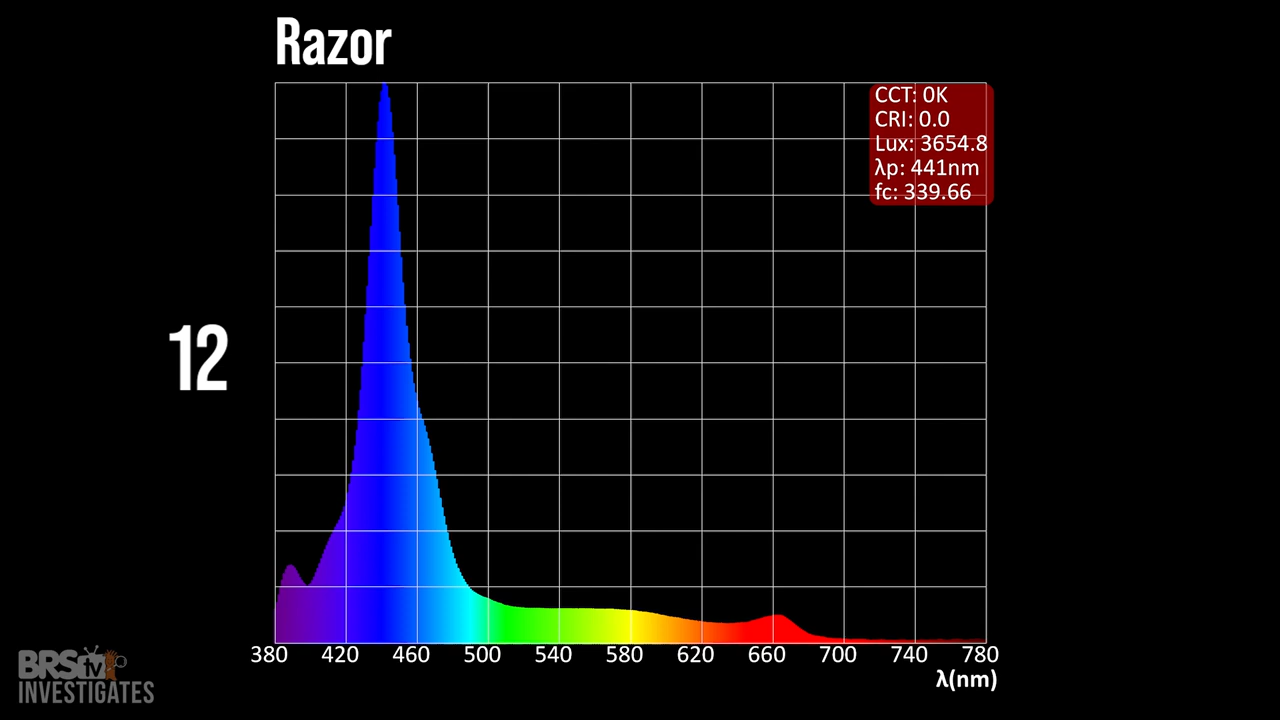 Razor
CCT: 0K
CRI: 0.0
Lux: 3654.8
λp: 441nm
fc: 339.66
12
380 420 460 500 540 580 620 660 700 740 780
λ(nm)
BRS TV
INVESTIGATES